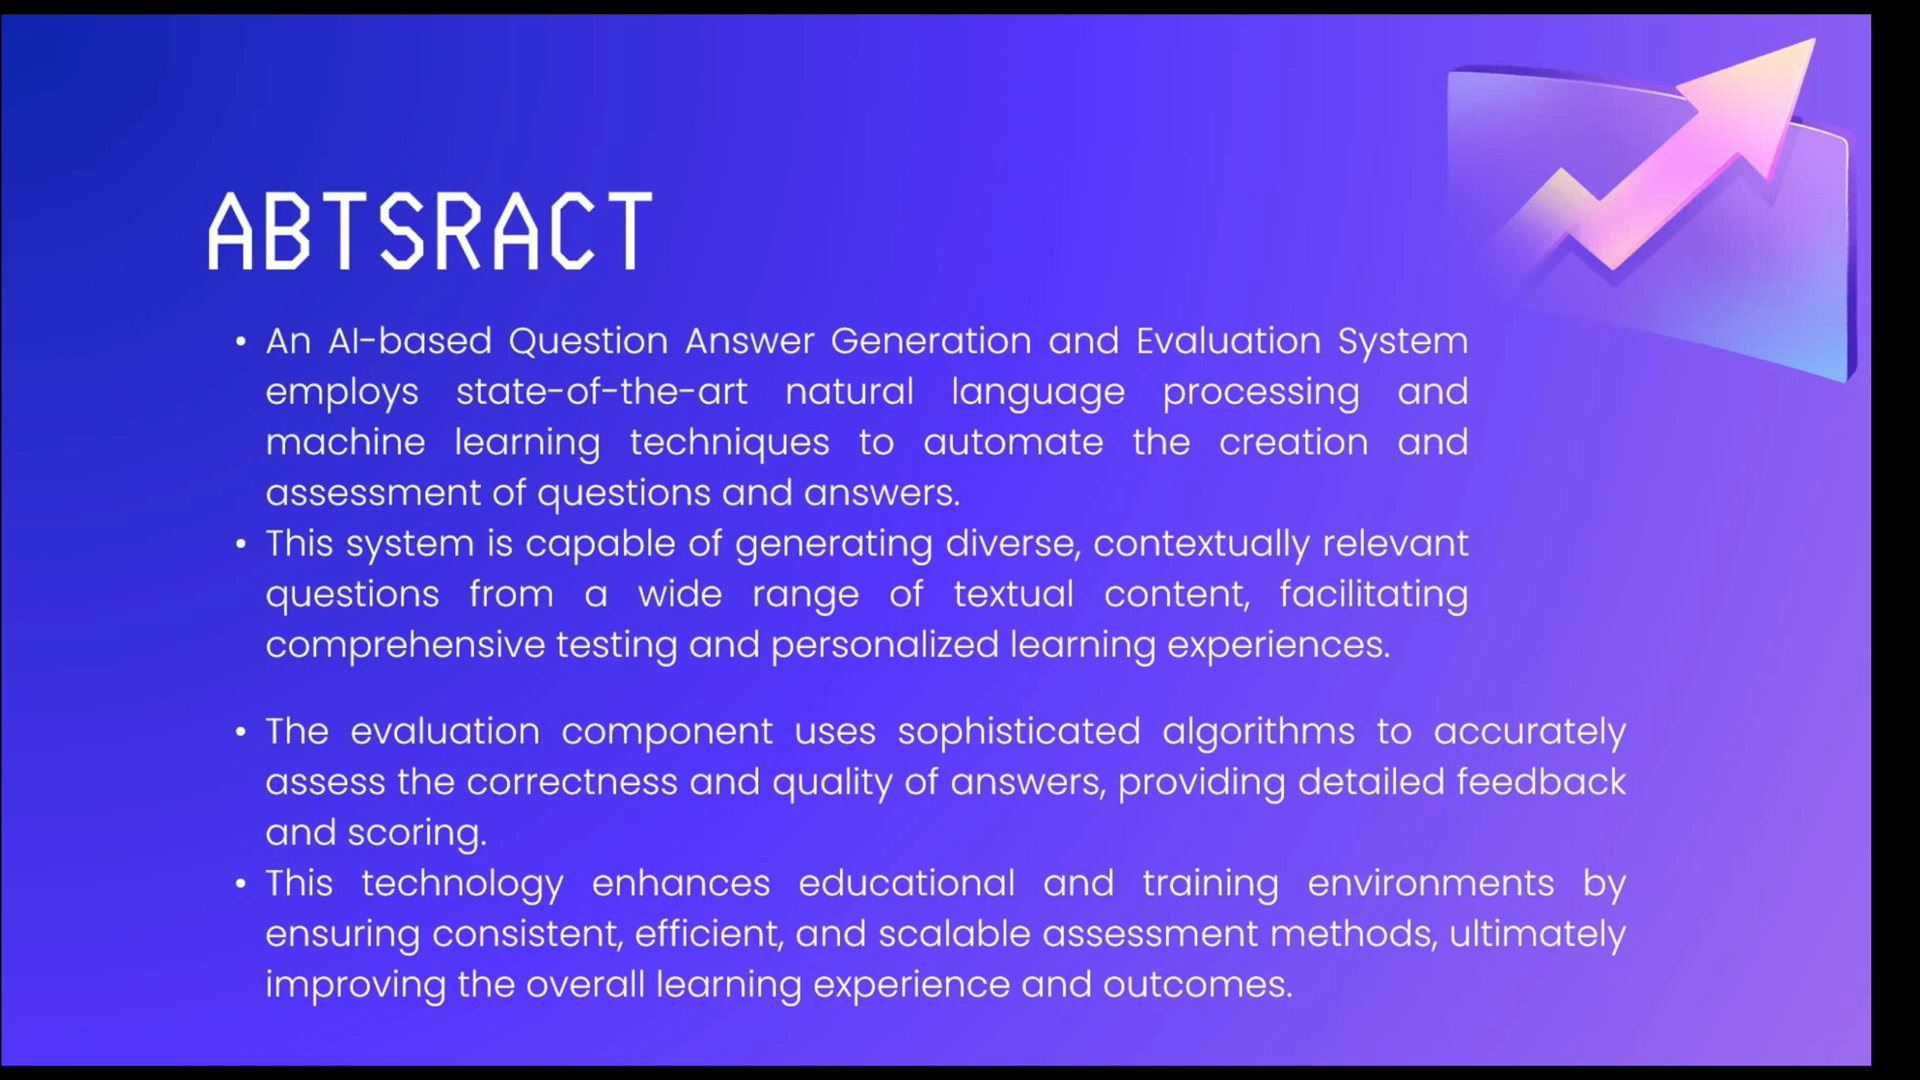 ABTSRACT
• An AI-based Question Answer Generation and Evaluation System
employs state-of-the-art natural language processing and
machine learning techniques to automate the creation and
assessment of questions and answers.
• This system is capable of generating diverse, contextually relevant
questions from a wide range of textual content, facilitating
comprehensive testing and personalized learning experiences.
• The evaluation component uses sophisticated algorithms to accurately
assess the correctness and quality of answers, providing detailed feedback
and scoring.
• This technology enhances educational and training environments by
ensuring consistent, efficient, and scalable assessment methods, ultimately
improving the overall learning experience and outcomes.